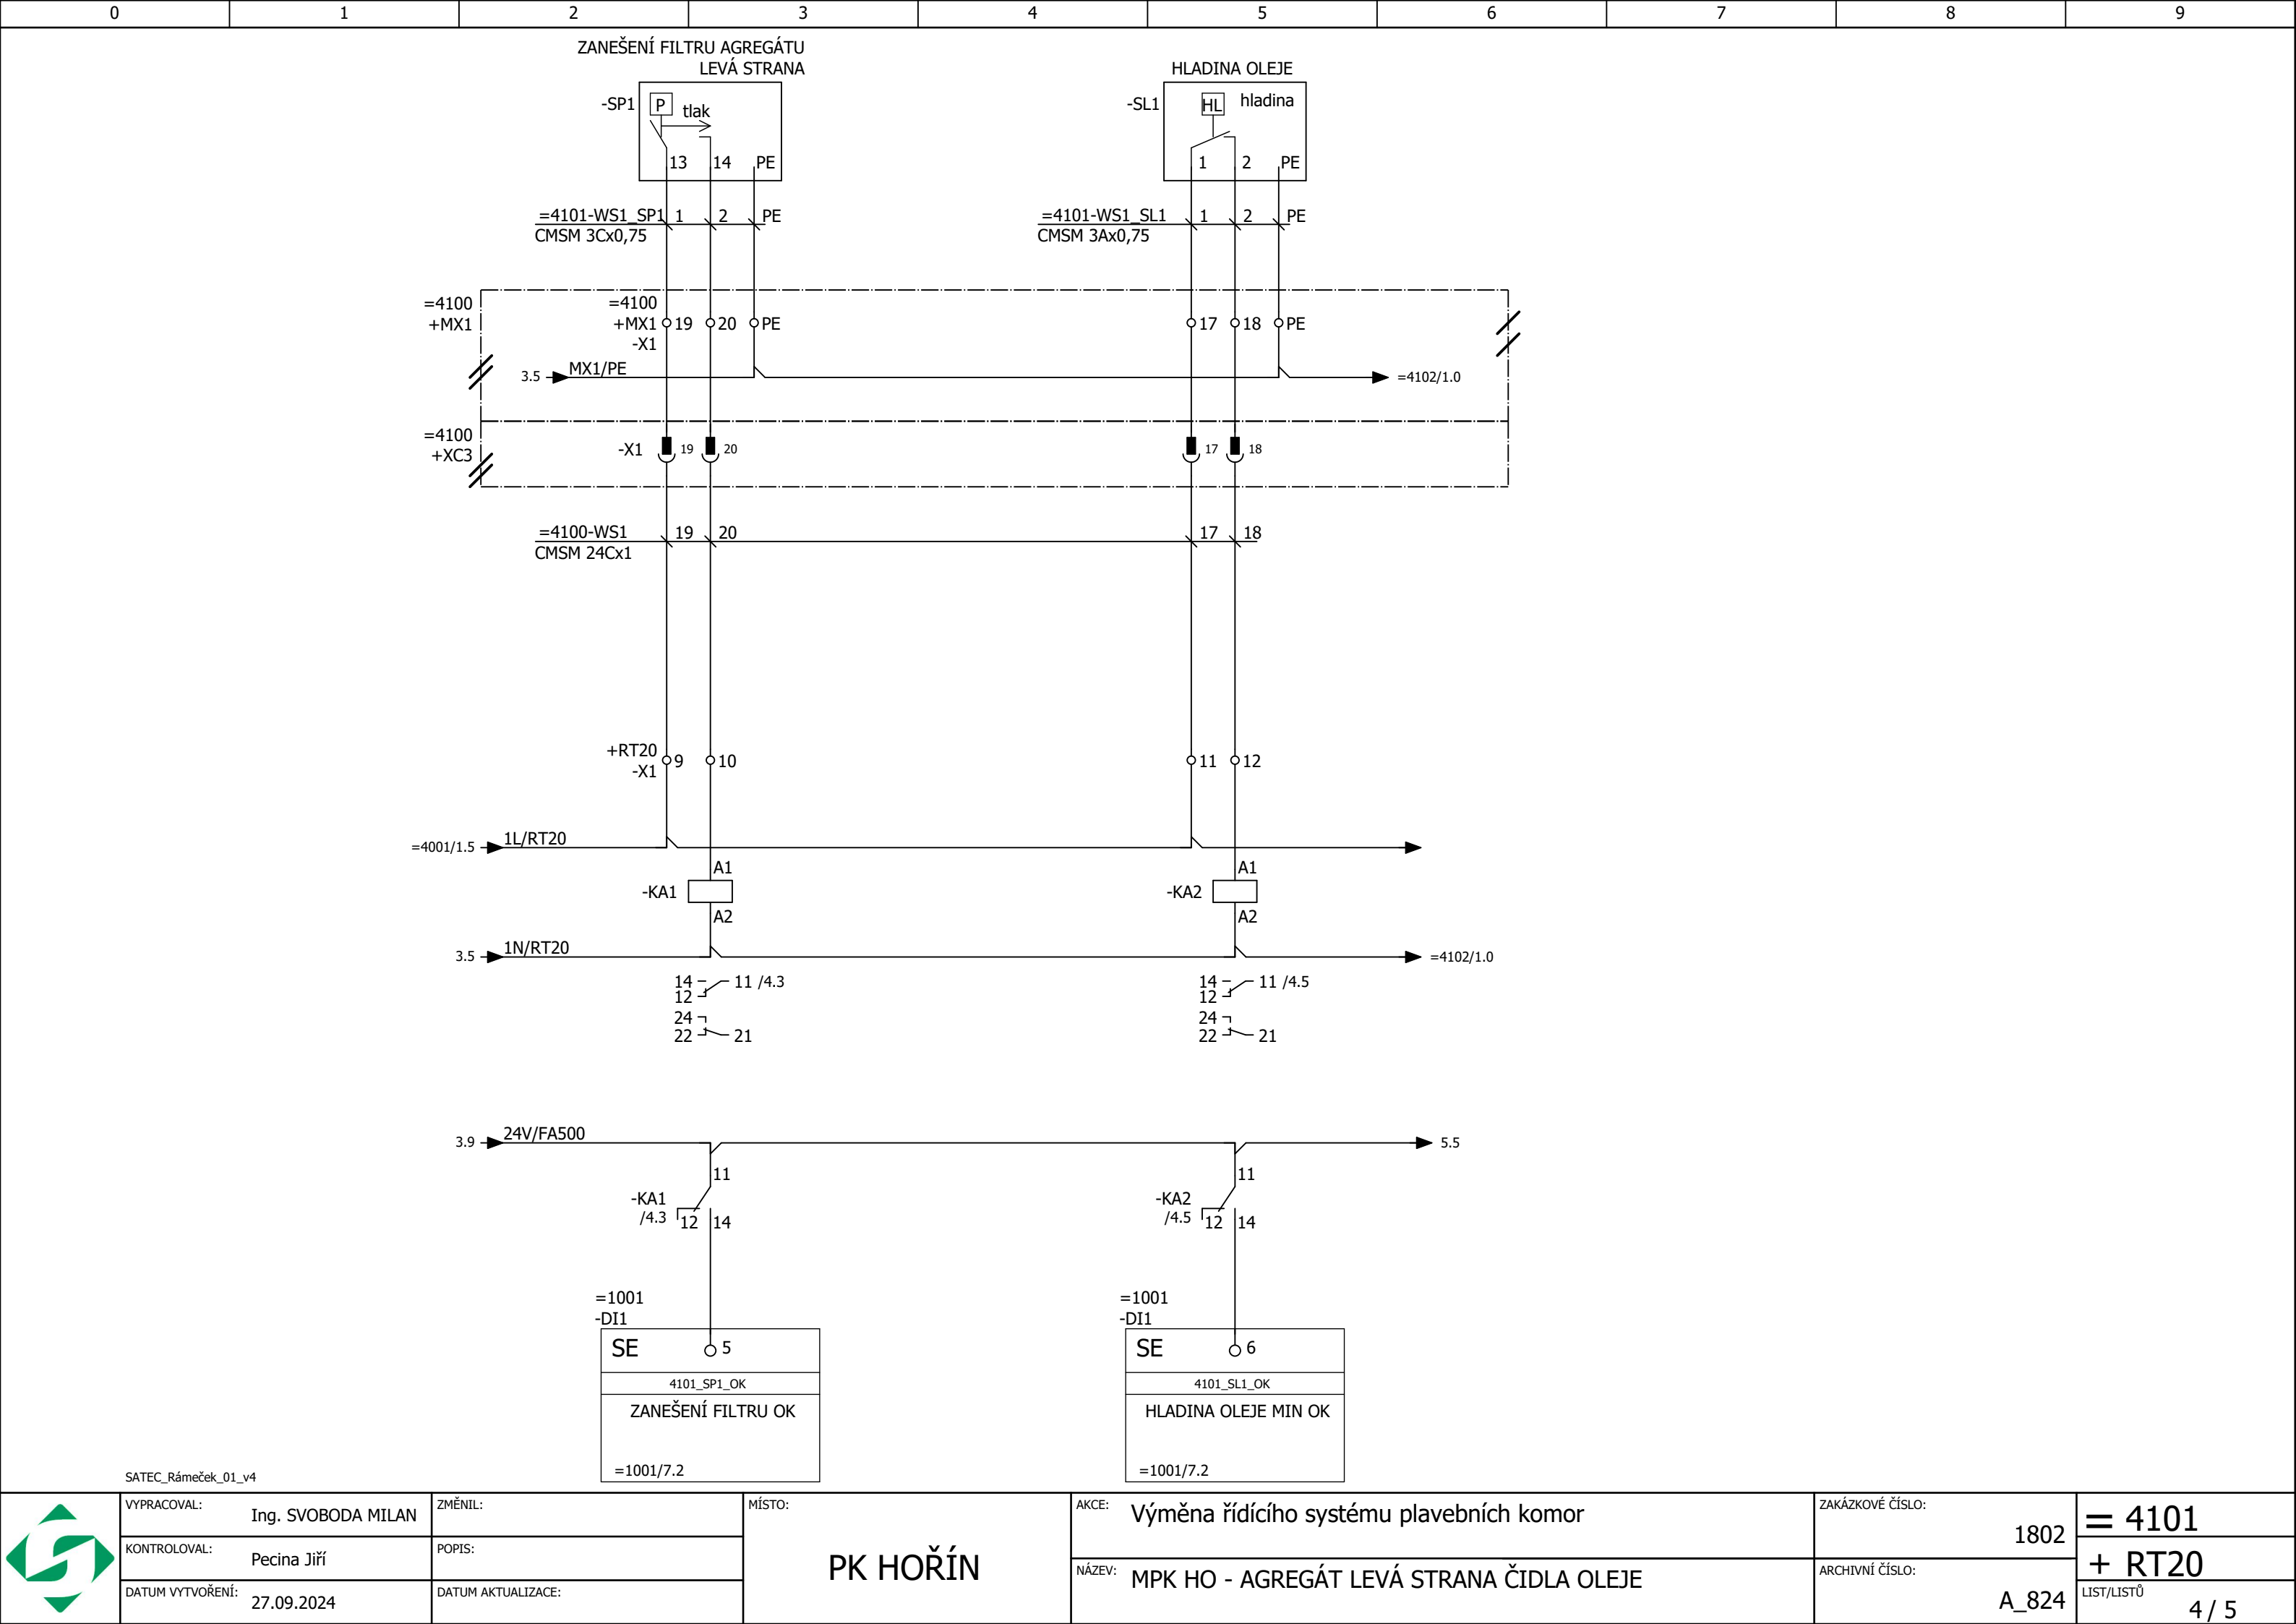 0 1 2 3 4 5 6 7 8 9
ZANEŠENÍ FILTRU AGREGÁTU
LEVÁ STRANA
HLADINA OLEJE
-SP1 P tlak
-SL1 HL hladina
13 14 PE
1 2 PE
=4101-WS1_SP1 1 2 PE
CMSM 3Cx0,75
=4101-WS1_SL1 1 2 PE
CMSM 3Ax0,75
=4100
+MX1
=4100
+MX1 19 20 PE
-X1
17 18 PE
3.5 MX1/PE
=4102/1.0
=4100
+XC3
-X1 19 20
17 18
=4100-WS1 19 20
CMSM 24Cx1
17 18
+RT20
-X1 9 10
11 12
=4001/1.5 1L/RT20
A1
-KA1
A2
A1
-KA2
A2
3.5 1N/RT20
=4102/1.0
14
12 11 /4.3
24
22 21
14
12 11 /4.5
24
22 21
3.9 24V/FA500
5.5
11
-KA1
/4.3 12 14
11
-KA2
/4.5 12 14
=1001
-DI1
SE 5
4101_SP1_OK
ZANEŠENÍ FILTRU OK
=1001/7.2
=1001
-DI1
SE 6
4101_SL1_OK
HLADINA OLEJE MIN OK
=1001/7.2
SATEC_Rámeček_01_v4
VYPRACOVAL: Ing. SVOBODA MILAN
KONTROLOVAL: Pecina Jiří
DATUM VYTVOŘENÍ: 27.09.2024
ZMĚNIL:
POPIS:
DATUM AKTUALIZACE:
MÍSTO:
PK HOŘÍN
AKCE: Výměna řídícího systému plavebních komor
NÁZEV: MPK HO - AGREGÁT LEVÁ STRANA ČIDLA OLEJE
ZAKÁZKOVÉ ČÍSLO:
1802
ARCHIVNÍ ČÍSLO:
A_824
= 4101
+ RT20
LIST/LISTŮ
4 / 5